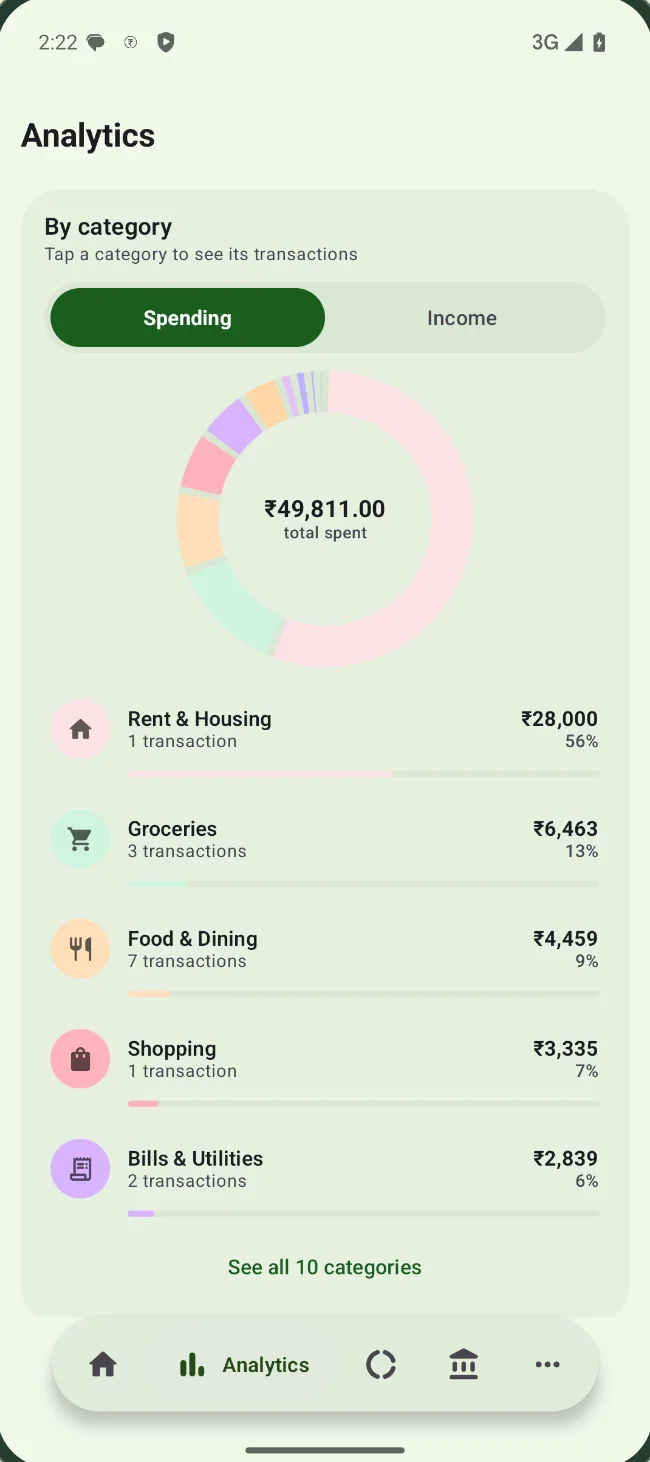 2:22
3G
Analytics
By category
Tap a category to see its transactions
Spending
Income
₹49,811.00
total spent
Rent & Housing
₹28,000
1 transaction
56%
Groceries
₹6,463
3 transactions
13%
Food & Dining
₹4,459
7 transactions
9%
Shopping
₹3,335
1 transaction
7%
Bills & Utilities
₹2,839
2 transactions
6%
See all 10 categories
Analytics